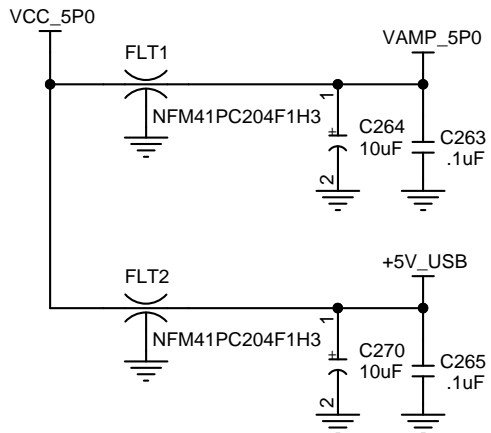 VCC_5P0
VAMP_5P0
FLT1
NFM41PC204F1H3
1
2
C264
10uF
C263
.1uF
+5V_USB
FLT2
NFM41PC204F1H3
1
2
C270
10uF
C265
.1uF